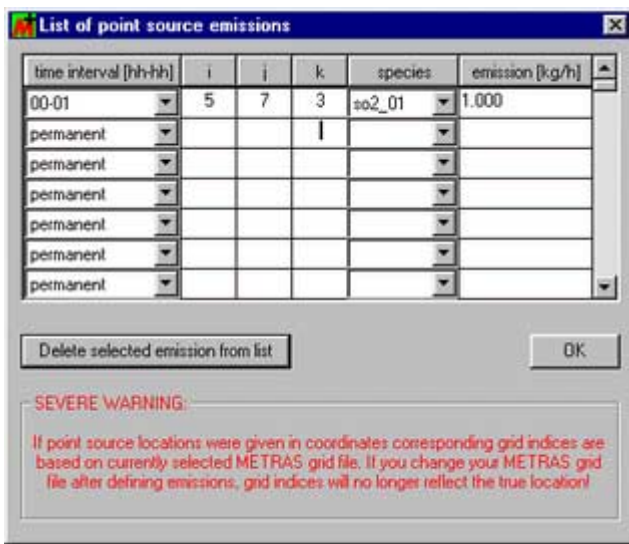 List of point source emissions
time interval [hh-hh] i j k species emission [kg/h]
00-01 5 7 3 so2_01 1.000
permanent
permanent
permanent
permanent
permanent
permanent
Delete selected emission from list OK
SEVERE WARNING:
If point source locations were given in coordinates corresponding grid indices are
based on currently selected METRAS grid file. If you change your METRAS grid
file after defining emissions, grid indices will no longer reflect the true location!